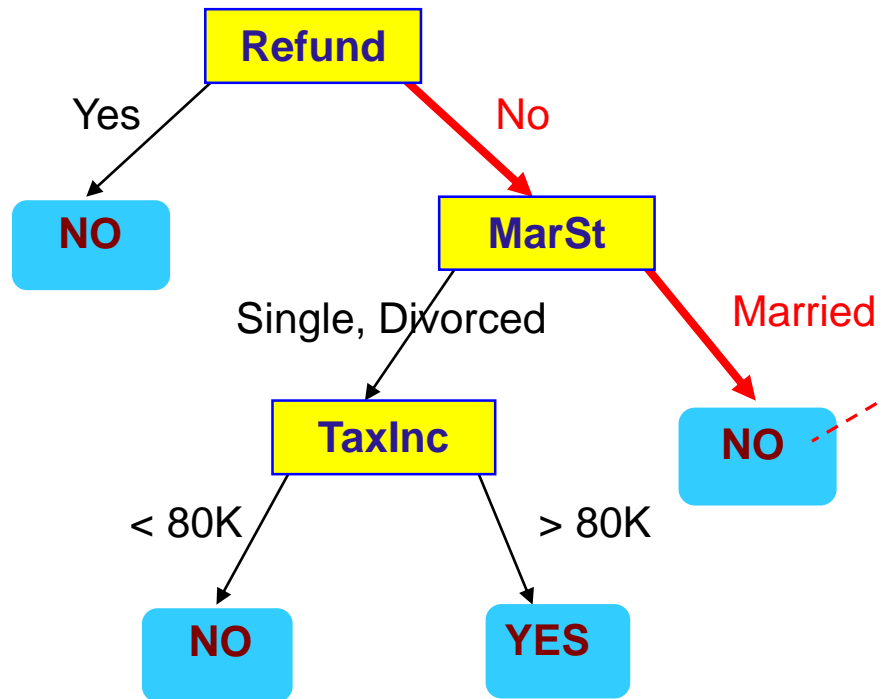 Refund
Yes
No
NO
MarSt
Single, Divorced
Married
TaxInc
NO
< 80K
> 80K
NO
YES